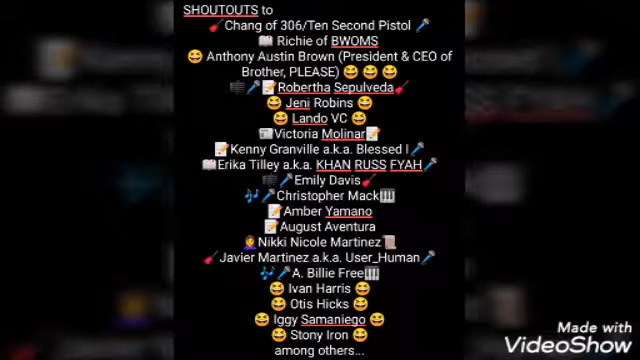 SHOUTOUTS to
🎸Chang of 306/Ten Second Pistol 🎤
📖 Richie of BWOMS
😆 Anthony Austin Brown (President & CEO of
Brother, PLEASE) 😆 😆 😆
🎼🎤📝Robertha Sepulveda🎸
😆 Jeni Robins 😆
😆 Lando VC 😆
📰Victoria Molinar📝
📝Kenny Granville a.k.a. Blessed I🎤
📖Erika Tilley a.k.a. KHAN RUSS FYAH🎤
🎼🎤Emily Davis🎸
🎶🎤Christopher Mack🎹
📝Amber Yamano
📝August Aventura
💆Nikki Nicole Martinez📜
🎸Javier Martinez a.k.a. User_Human🎤
🎶🎤A. Billie Free🎹
😆 Ivan Harris 😆
😆 Otis Hicks 😆
😆 Iggy Samaniego 😆
😆 Stony Iron 😆
among others...
Made with
VideoShow